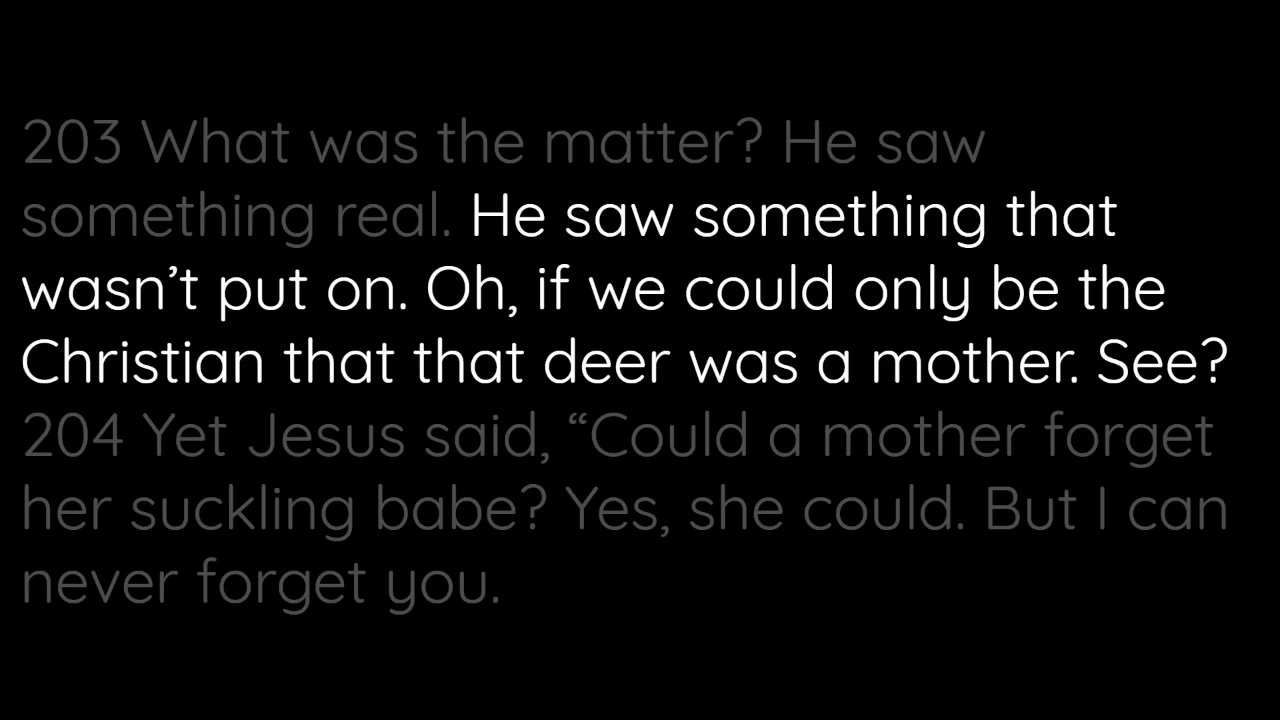 203 What was the matter? He saw
something real. He saw something that
wasn’t put on. Oh, if we could only be the
Christian that that deer was a mother. See?
204 Yet Jesus said, “Could a mother forget
her suckling babe? Yes, she could. But I can
never forget you.